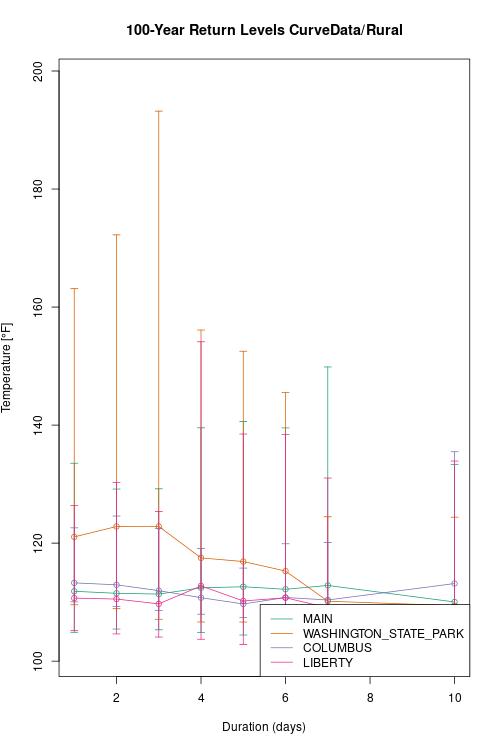 100-Year Return Levels CurveData/Rural
200
180
160
140
120
100
Temperature [°F]
MAIN
WASHINGTON_STATE_PARK
COLUMBUS
LIBERTY
2 4 6 8 10
Duration (days)